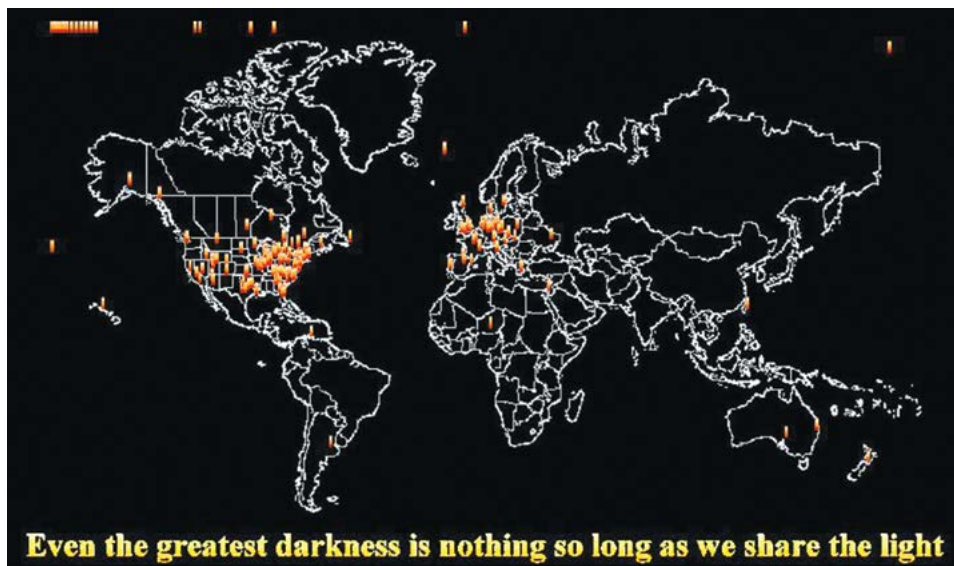 Even the greatest darkness is nothing so long as we share the light